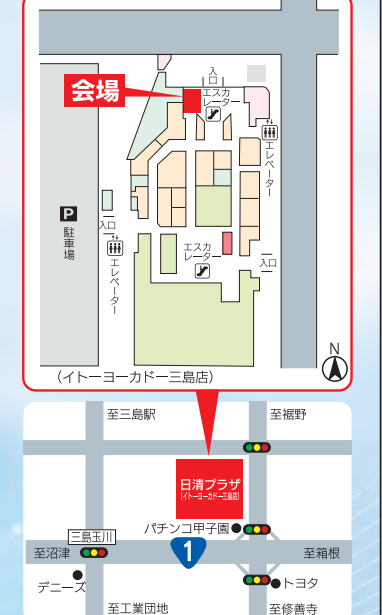 会場
入口
エスカ
レーター
エレベーター
P
駐車場
入口
エレベーター
エスカ
レーター
入口
N
(イトーヨーカドー三島店)
至三島駅
至裾野
日清プラザ
(イトーヨーカドー三島店)
パチンコ甲子園
三島玉川
至沼津
1
至箱根
デニーズ
トヨタ
至工業団地
至修善寺